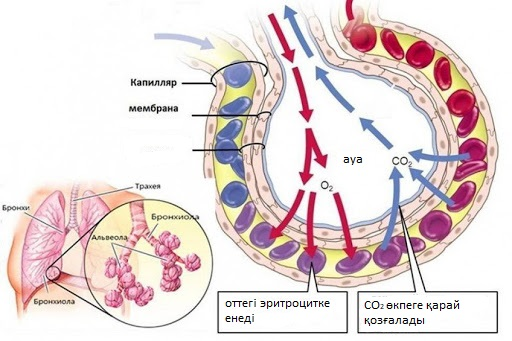 Капилляр
мембрана
ауа
O₂
CO₂
Трахея
Бронхи
Бронхиола
Альвеола
Бронхиола
оттегі эритроцитке
енеді
CO₂ өкпеге қарай
қозғалады